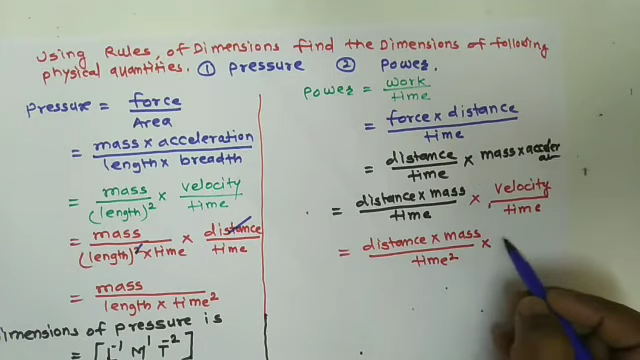 Using Rules, of Dimensions find the Dimensions of following
physical quantities. ① Pressure ② Power.
Pressure = force / Area
= mass × acceleration / length × breadth
= mass / (length)² × velocity / time
= mass / (length)² × time × distance / time
= mass / length × time²
Dimensions of pressure is
= [L⁻¹ M¹ T⁻²]
Power = work / time
= force × distance / time
= distance / time × mass × acceler
= distance × mass / time × velocity / time
= distance × mass / time² ×